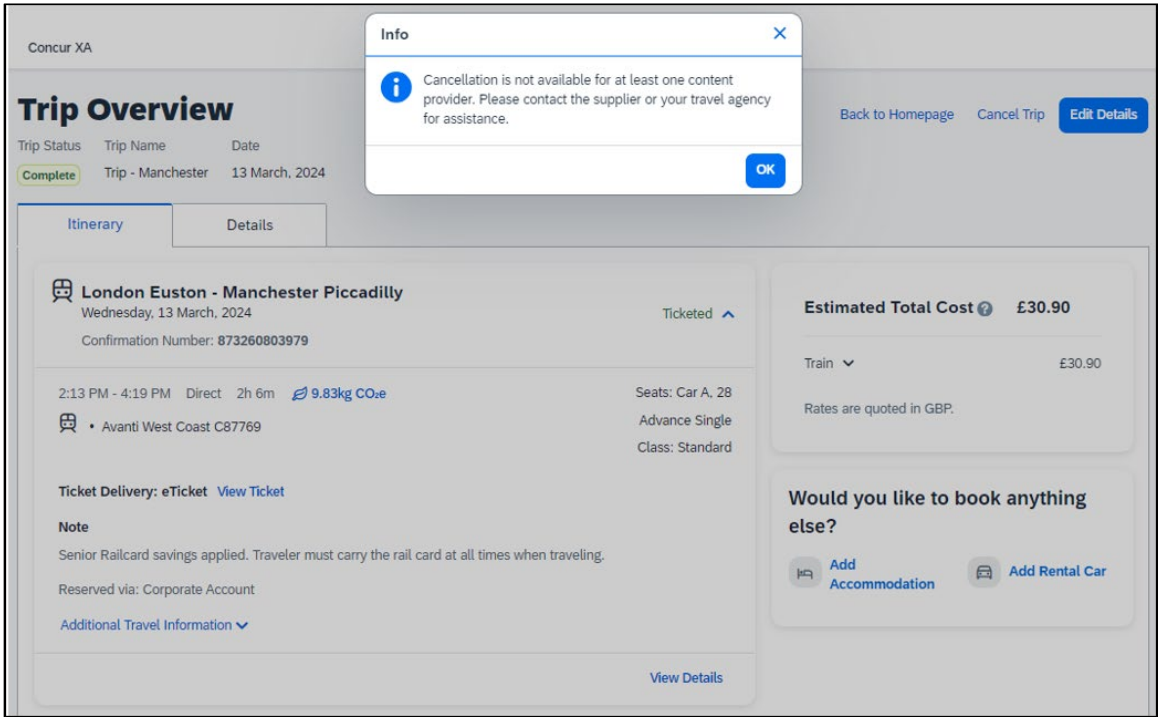 Concur XA
Info
Cancellation is not available for at least one content
provider. Please contact the supplier or your travel agency
for assistance.
OK
Trip Overview
Back to Homepage Cancel Trip Edit Details
Trip Status Trip Name Date
Complete Trip - Manchester 13 March, 2024
Itinerary Details
London Euston - Manchester Piccadilly
Wednesday, 13 March, 2024
Ticketed
Confirmation Number: 873260803979
2:13 PM - 4:19 PM Direct 2h 6m 9.83kg CO₂e
Seats: Car A, 28
• Avanti West Coast C87769
Advance Single
Class: Standard
Ticket Delivery: eTicket View Ticket
Note
Senior Railcard savings applied. Traveler must carry the rail card at all times when traveling.
Reserved via: Corporate Account
Additional Travel Information
View Details
Estimated Total Cost ? £30.90
Train £30.90
Rates are quoted in GBP.
Would you like to book anything
else?
Add
Accommodation
Add Rental Car